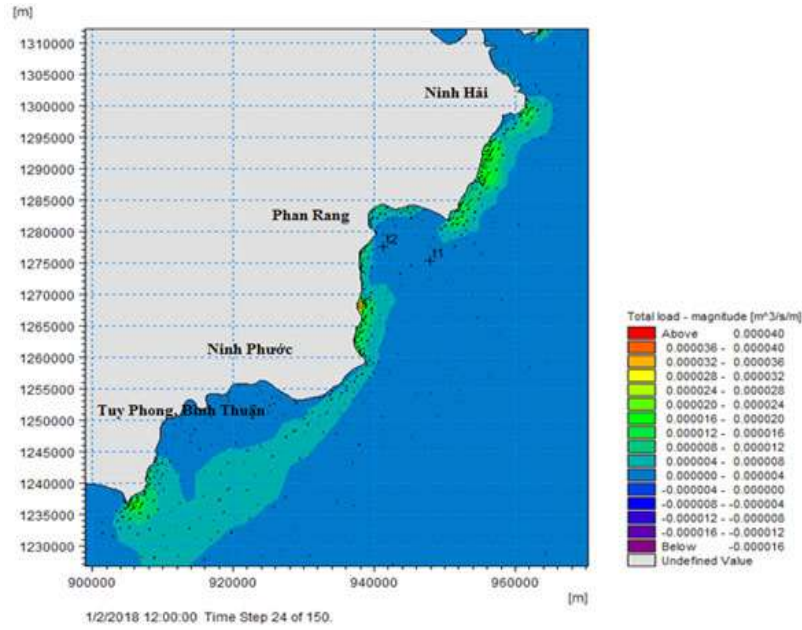 [m]
1310000
1305000
1300000
1295000
1290000
1285000
1280000
1275000
1270000
1265000
1260000
1255000
1250000
1245000
1240000
1235000
1230000
Ninh Hải
Phan Rang
t2
t1
Ninh Phước
Tuy Phong, Bình Thuận
900000 920000 940000 960000
[m]
1/2/2018 12:00:00 Time Step 24 of 150.
Total load - magnitude [m^3/s/m]
Above 0.000040
0.000036 - 0.000040
0.000032 - 0.000036
0.000028 - 0.000032
0.000024 - 0.000028
0.000020 - 0.000024
0.000016 - 0.000020
0.000012 - 0.000016
0.000008 - 0.000012
0.000004 - 0.000008
0.000000 - 0.000004
-0.000004 - 0.000000
-0.000008 - -0.000004
-0.000012 - -0.000008
-0.000016 - -0.000012
Below -0.000016
Undefined Value